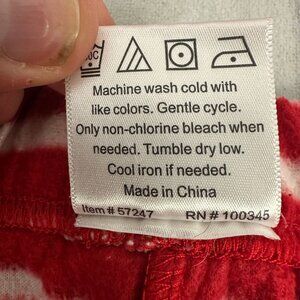 Machine wash cold with
like colors. Gentle cycle.
Only non-chlorine bleach when
needed. Tumble dry low.
Cool iron if needed.
Made in China
Item # 57247 RN # 100345